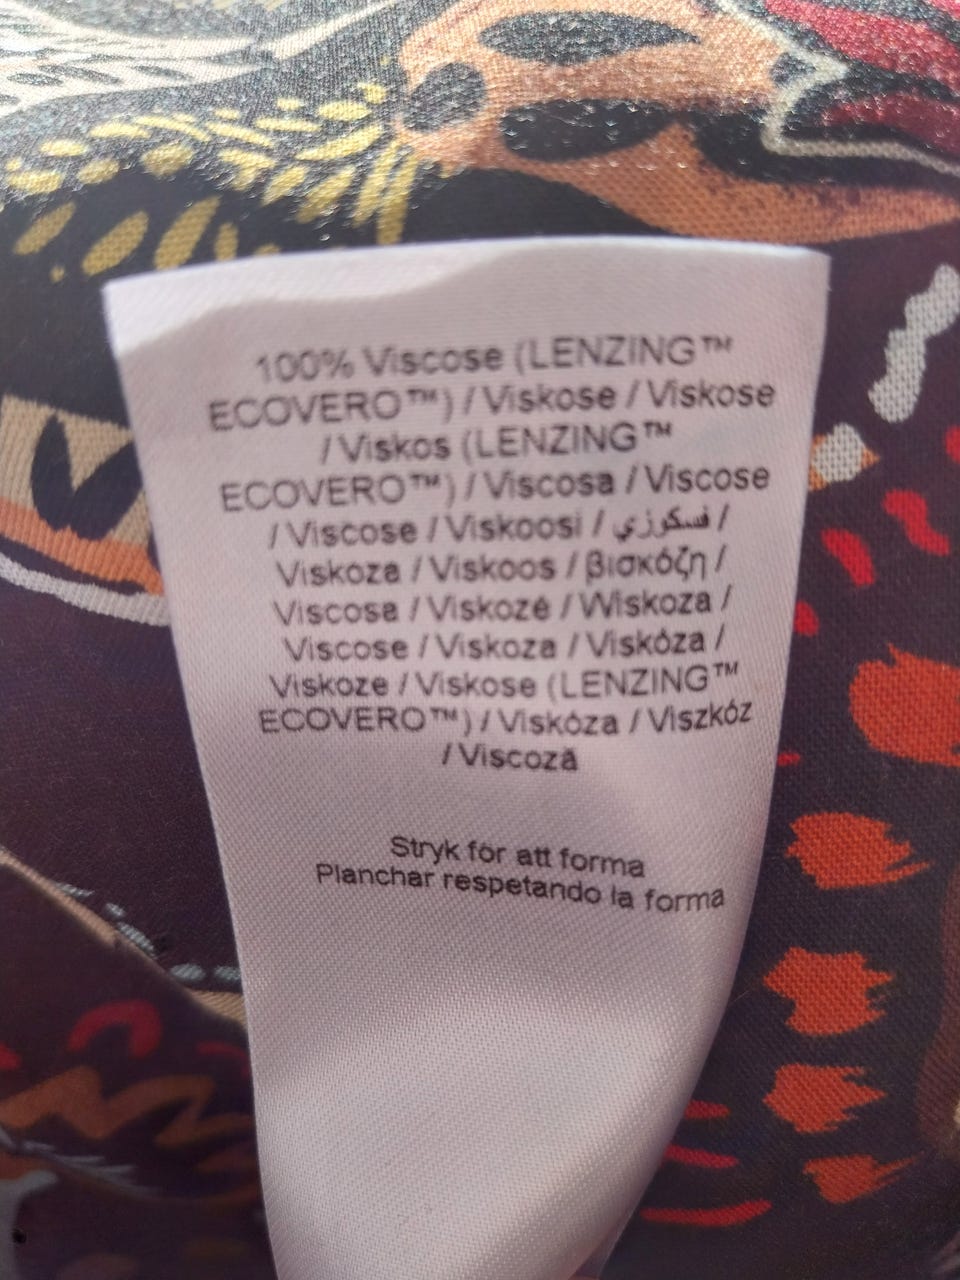 100% Viscose (LENZING™
ECOVERO™) / Viskose / Viskose
/ Viskos (LENZING™
ECOVERO™) / Viscosa / Viscose
/ Viscose / Viskoosi / فسكوزي /
Viskoza / Viskoos / βισκόζη /
Viscosa / Viskozė / Wiskoza /
Viscose / Viskoza / Viskóza /
Viskoze / Viskose (LENZING™
ECOVERO™) / Viskóza / Viszkóz
/ Viscoză
Stryk för att forma
Planchar respetando la forma